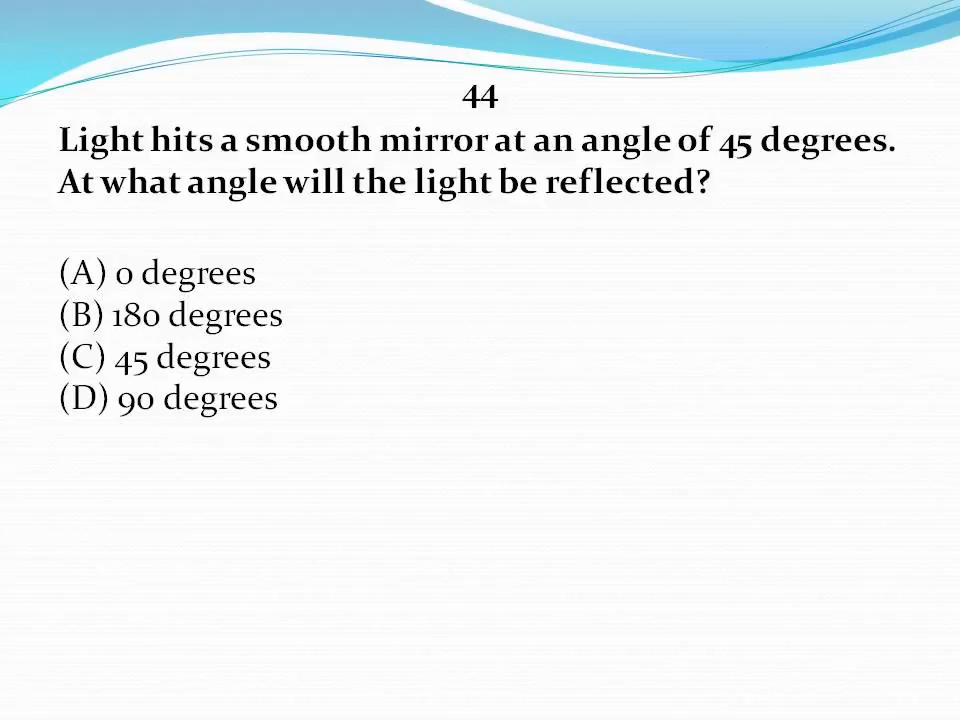 44
Light hits a smooth mirror at an angle of 45 degrees.
At what angle will the light be reflected?
(A) 0 degrees
(B) 180 degrees
(C) 45 degrees
(D) 90 degrees